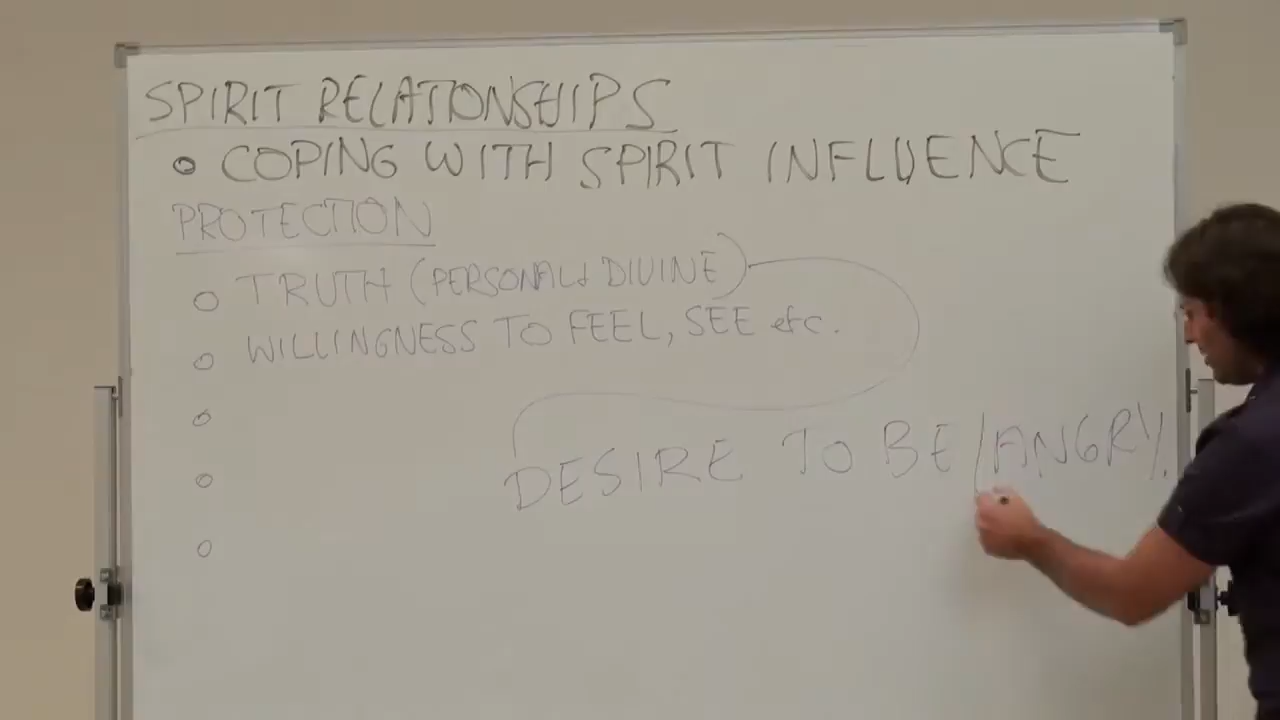 SPIRIT RELATIONSHIPS
COPING WITH SPIRIT INFLUENCE
PROTECTION
TRUTH (PERSONAL & DIVINE)
WILLINGNESS TO FEEL, SEE etc.
DESIRE TO BE ANGRY.